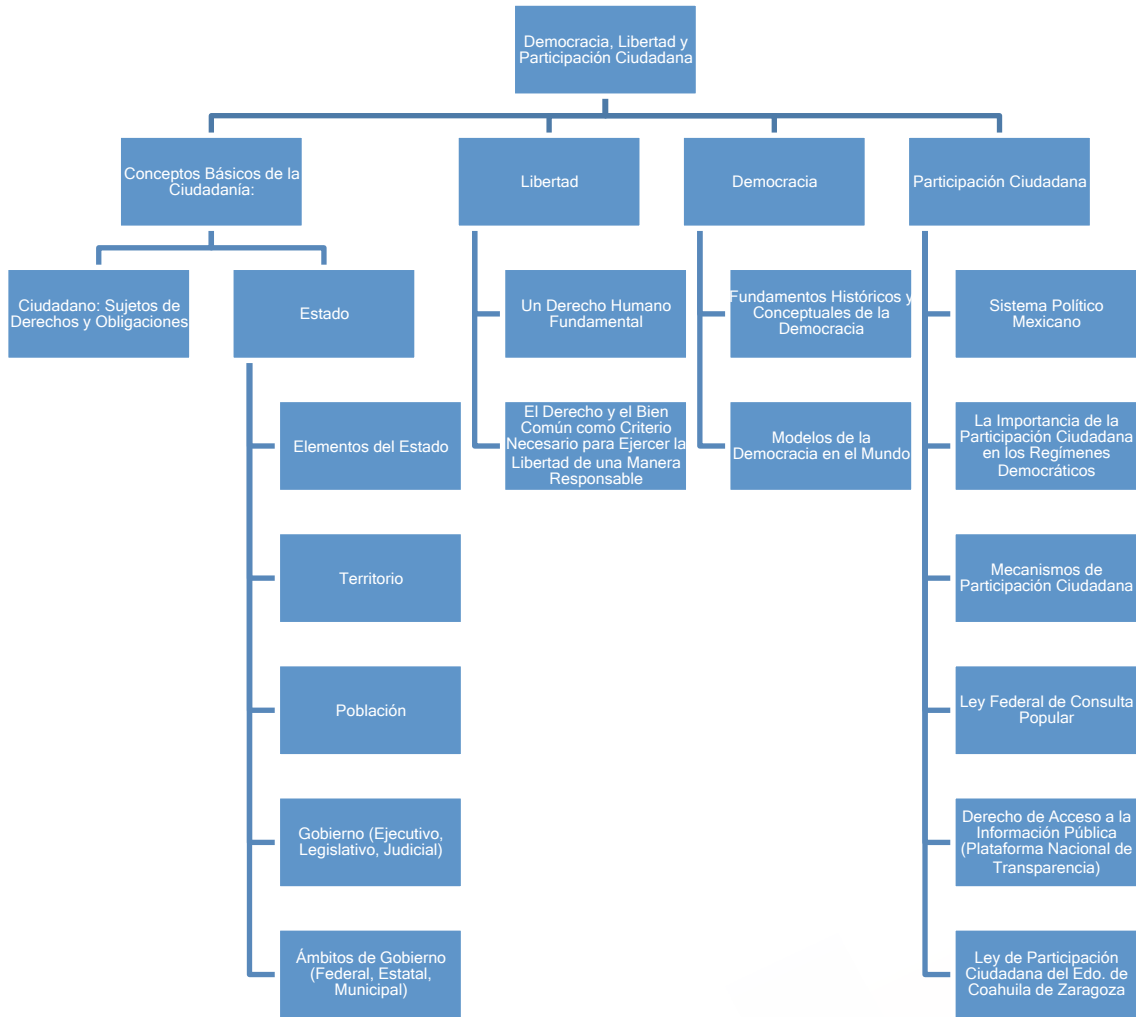 Democracia, Libertad y
Participación Ciudadana
Conceptos Básicos de la
Ciudadanía:
Libertad
Democracia
Participación Ciudadana
Ciudadano: Sujetos de
Derechos y Obligaciones
Estado
Un Derecho Humano
Fundamental
Fundamentos Históricos y
Conceptuales de la
Democracia
Sistema Político
Mexicano
Elementos del Estado
El Derecho y el Bien
Común como Criterio
Necesario para Ejercer la
Libertad de una Manera
Responsable
Modelos de la
Democracia en el Mundo
La Importancia de la
Participación Ciudadana
en los Regímenes
Democráticos
Territorio
Mecanismos de
Participación Ciudadana
Población
Ley Federal de Consulta
Popular
Gobierno (Ejecutivo,
Legislativo, Judicial)
Derecho de Acceso a la
Información Pública
(Plataforma Nacional de
Transparencia)
Ámbitos de Gobierno
(Federal, Estatal,
Municipal)
Ley de Participación
Ciudadana del Edo. de
Coahuila de Zaragoza